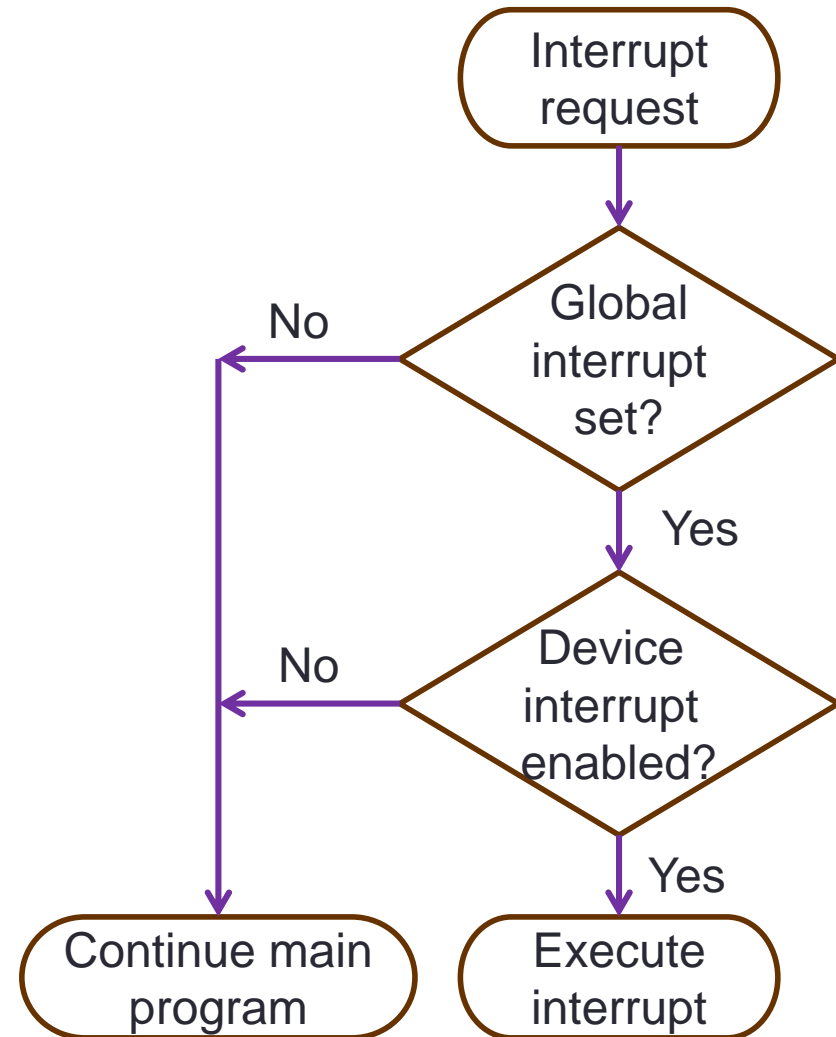 Interrupt
request
No
Global
interrupt
set?
Yes
No
Device
interrupt
enabled?
Yes
Continue main
program
Execute
interrupt